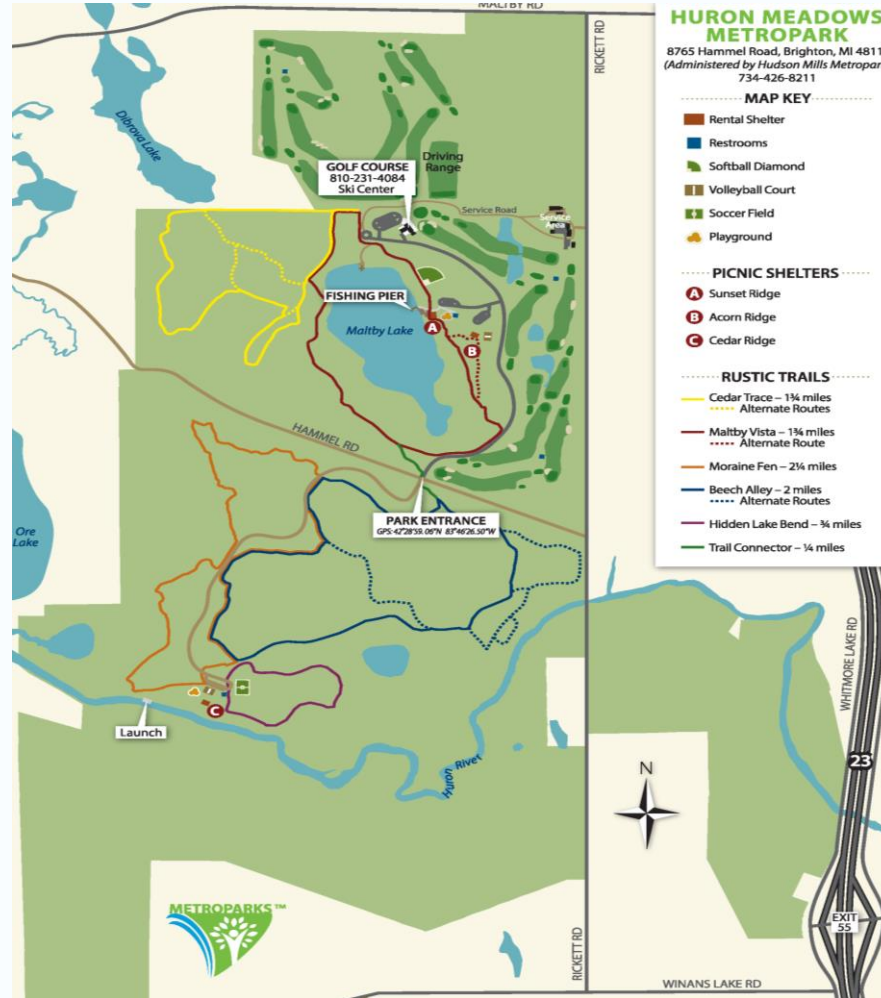 MALTBY RD
RICKETT RD
Dibrova Lake
GOLF COURSE
810-231-4084
Ski Center
Driving
Range
Service Road
Service
Area
FISHING PIER
Maltby Lake
A
B
HAMMEL RD
PARK ENTRANCE
GPS: 42°28'59.06"N 83°46'26.50"W
Ore
Lake
C
Launch
Huron River
N
METROPARKS™
RICKETT RD
WINANS LAKE RD
WHITMORE LAKE RD
23
EXIT
55
HURON MEADOWS
METROPARK
8765 Hammel Road, Brighton, MI 4811
(Administered by Hudson Mills Metropar
734-426-8211
MAP KEY
Rental Shelter
Restrooms
Softball Diamond
Volleyball Court
Soccer Field
Playground
PICNIC SHELTERS
A Sunset Ridge
B Acorn Ridge
C Cedar Ridge
RUSTIC TRAILS
Cedar Trace – 1¾ miles
Alternate Routes
Maltby Vista – 1¾ miles
Alternate Route
Moraine Fen – 2¼ miles
Beech Alley – 2 miles
Alternate Routes
Hidden Lake Bend – ¾ miles
Trail Connector – ¼ miles